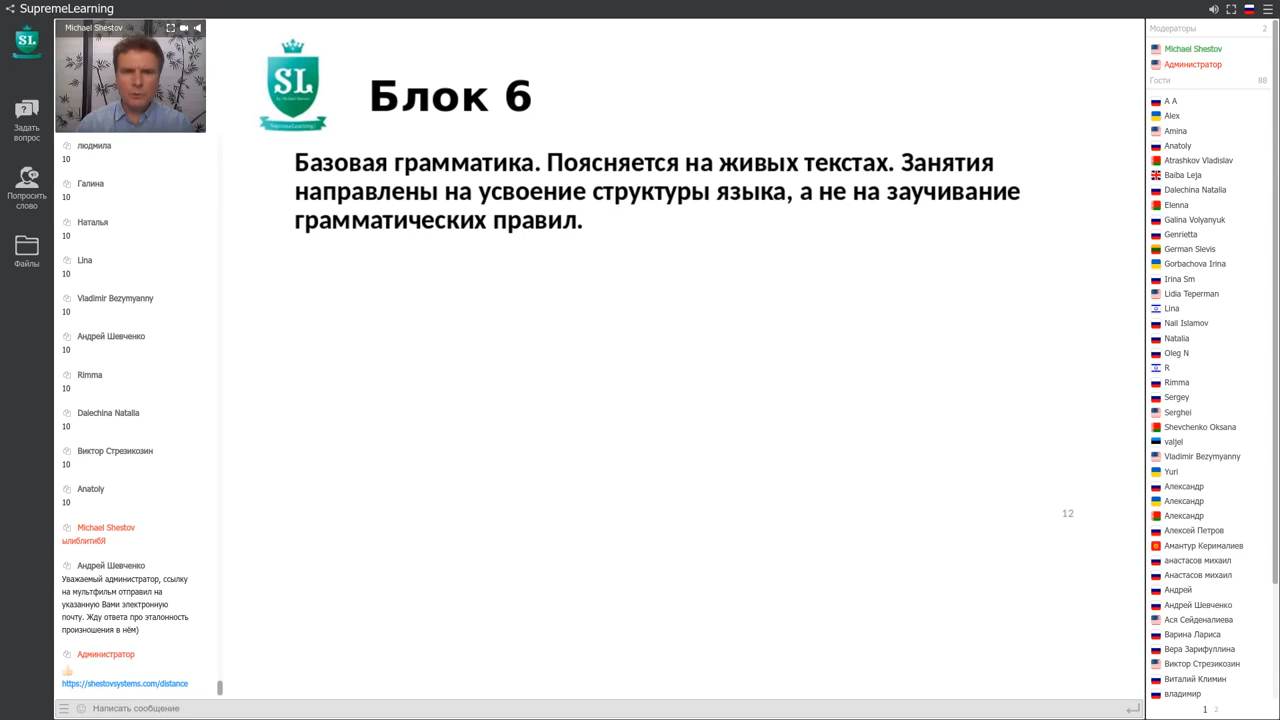 < Supremus
Michael Shestov
Задать
вопрос
Попросить
слово
Файлы
людмила
10
Галина
10
Наталья
10
Lina
10
Vladimir Bezymyanny
10
Андрей Шевченко
10
Rimma
10
Dalechina Natalia
10
Виктор Стрезикозин
10
Anatoly
10
Michael Shestov
ылиблитибЯ
Андрей Шевченко
Уважаемый администратор, ссылку
на мультфильм отправил на
указанную Вами электронную
почту. Жду ответа про эталонность
произношения в нём)
Администратор
https://shestovsystems.com/distance
Написать сообщение
SL
Блок 6
Базовая грамматика. Поясняется на живых текстах. Занятия
направлены на усвоение структуры языка, а не на заучивание
грамматических правил.
12
Модераторы 2
Michael Shestov
Администратор
Гости 88
A A
Alex
Amina
Anatoly
Atrashkov Vladislav
Baiba Leja
Dalechina Natalia
Elenna
Galina Volyanyuk
Genrietta
German Slevis
Gorbachova Irina
Irina Sm
Lidia Teperman
Lina
Nail Islamov
Natalia
Oleg N
R
Rimma
Sergey
Serghei
Shevchenko Oksana
valjel
Vladimir Bezymyanny
Yuri
Александр
Александр
Александр
Алексей Петров
Амантур Керималиев
анастасов михаил
Анастасов михаил
Андрей
Андрей Шевченко
Ася Сейденалиева
Варина Лариса
Вера Зарифуллина
Виктор Стрезикозин
Виталий Климин
владимир
1 2